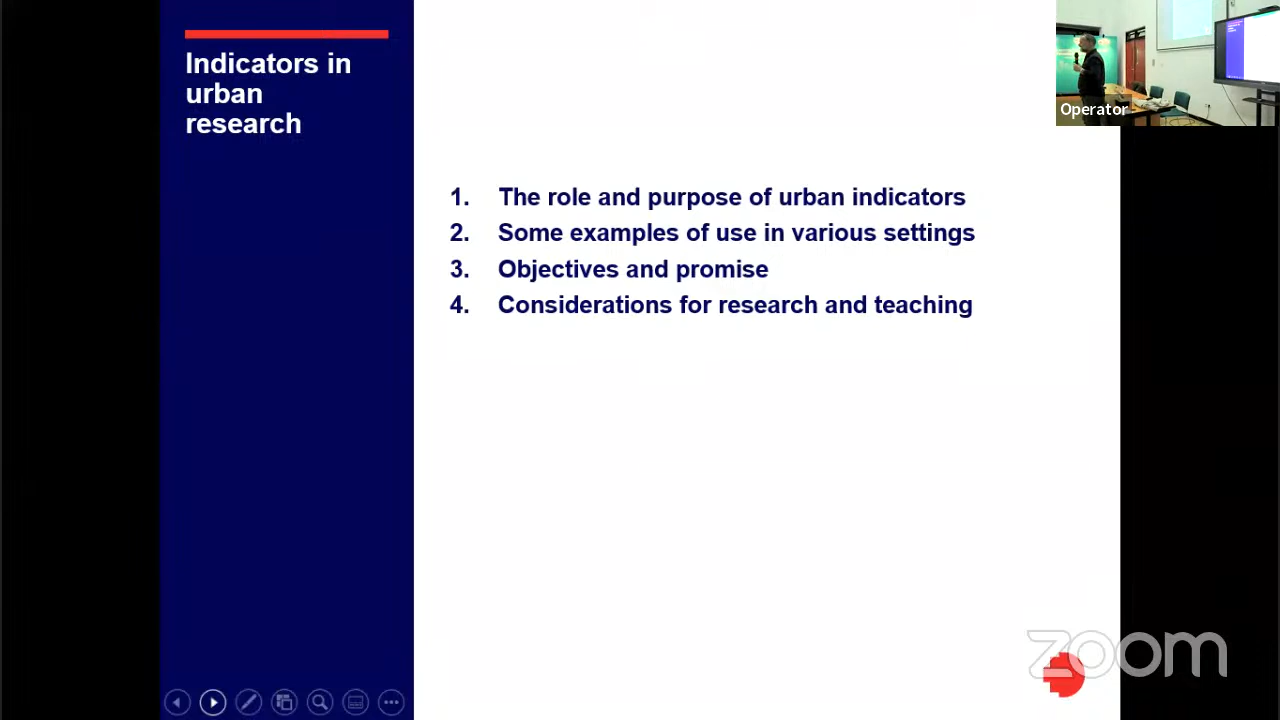 Indicators in
urban
research
Operator
1. The role and purpose of urban indicators
2. Some examples of use in various settings
3. Objectives and promise
4. Considerations for research and teaching
zoom